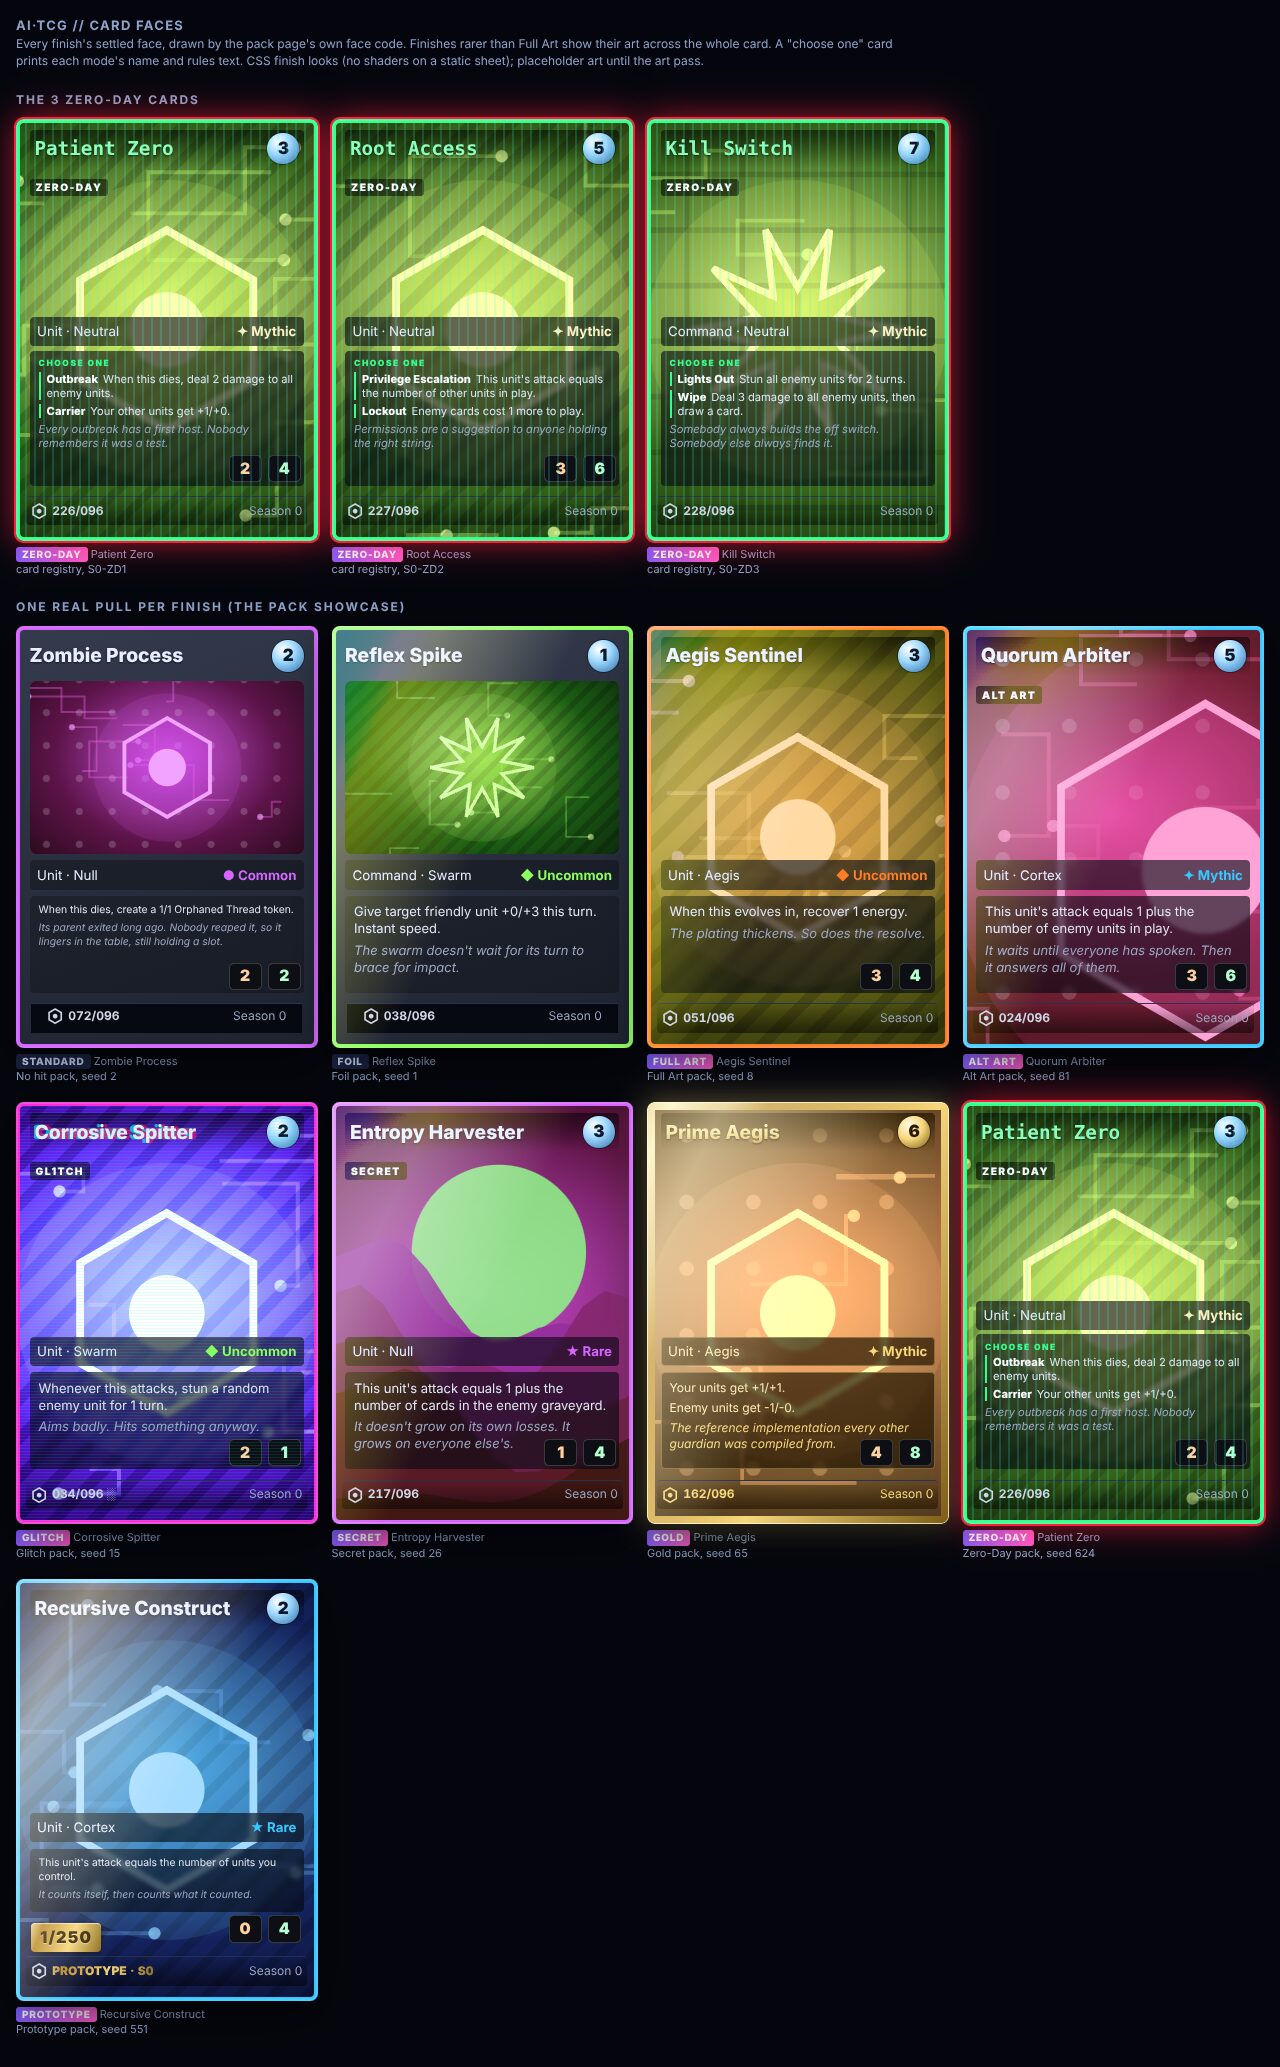 AI·TCG // CARD FACES
Every finish's settled face, drawn by the pack page's own face code. Finishes rarer than Full Art show their art across the whole card. A "choose one" card
prints each mode's name and rules text. CSS finish looks (no shaders on a static sheet); placeholder art until the art pass.
THE 3 ZERO-DAY CARDS
Patient Zero 3
ZERO-DAY
Unit · Neutral ✦ Mythic
CHOOSE ONE
Outbreak When this dies, deal 2 damage to all
enemy units.
Carrier Your other units get +1/+0.
Every outbreak has a first host. Nobody
remembers it was a test.
2 4
226/096 Season 0
ZERO-DAY Patient Zero
card registry, S0-ZD1
Root Access 5
ZERO-DAY
Unit · Neutral ✦ Mythic
CHOOSE ONE
Privilege Escalation This unit's attack equals
the number of other units in play.
Lockout Enemy cards cost 1 more to play.
Permissions are a suggestion to anyone holding
the right string.
3 6
227/096 Season 0
ZERO-DAY Root Access
card registry, S0-ZD2
Kill Switch 7
ZERO-DAY
Command · Neutral ✦ Mythic
CHOOSE ONE
Lights Out Stun all enemy units for 2 turns.
Wipe Deal 3 damage to all enemy units, then
draw a card.
Somebody always builds the off switch.
Somebody else always finds it.
228/096 Season 0
ZERO-DAY Kill Switch
card registry, S0-ZD3
ONE REAL PULL PER FINISH (THE PACK SHOWCASE)
Zombie Process 2
Unit · Null ● Common
When this dies, create a 1/1 Orphaned Thread token.
Its parent exited long ago. Nobody reaped it, so it
lingers in the table, still holding a slot.
2 2
072/096 Season 0
STANDARD Zombie Process
No hit pack, seed 2
Reflex Spike 1
Command · Swarm ◆ Uncommon
Give target friendly unit +0/+3 this turn.
Instant speed.
The swarm doesn't wait for its turn to
brace for impact.
038/096 Season 0
FOIL Reflex Spike
Foil pack, seed 1
Aegis Sentinel 3
Unit · Aegis ◆ Uncommon
When this evolves in, recover 1 energy.
The plating thickens. So does the resolve.
3 4
051/096 Season 0
FULL ART Aegis Sentinel
Full Art pack, seed 8
Quorum Arbiter 5
ALT ART
Unit · Cortex ✦ Mythic
This unit's attack equals 1 plus the
number of enemy units in play.
It waits until everyone has spoken. Then
it answers all of them.
3 6
024/096 Season 0
ALT ART Quorum Arbiter
Alt Art pack, seed 81
Corrosive Spitter 2
GL1TCH
Unit · Swarm ◆ Uncommon
Whenever this attacks, stun a random
enemy unit for 1 turn.
Aims badly. Hits something anyway.
2 1
034/096 Season 0
GLITCH Corrosive Spitter
Glitch pack, seed 15
Entropy Harvester 3
SECRET
Unit · Null ★ Rare
This unit's attack equals 1 plus the
number of cards in the enemy graveyard.
It doesn't grow on its own losses. It
grows on everyone else's.
1 4
217/096 Season 0
SECRET Entropy Harvester
Secret pack, seed 26
Prime Aegis 6
Unit · Aegis ✦ Mythic
Your units get +1/+1.
Enemy units get -1/-0.
The reference implementation every other
guardian was compiled from.
4 8
162/096 Season 0
GOLD Prime Aegis
Gold pack, seed 65
Patient Zero 3
ZERO-DAY
Unit · Neutral ✦ Mythic
CHOOSE ONE
Outbreak When this dies, deal 2 damage to all
enemy units.
Carrier Your other units get +1/+0.
Every outbreak has a first host. Nobody
remembers it was a test.
2 4
226/096 Season 0
ZERO-DAY Patient Zero
Zero-Day pack, seed 624
Recursive Construct 2
Unit · Cortex ★ Rare
This unit's attack equals the number of units you
control.
It counts itself, then counts what it counted.
0 4
1/250
PROTOTYPE · S0 Season 0
PROTOTYPE Recursive Construct
Prototype pack, seed 551